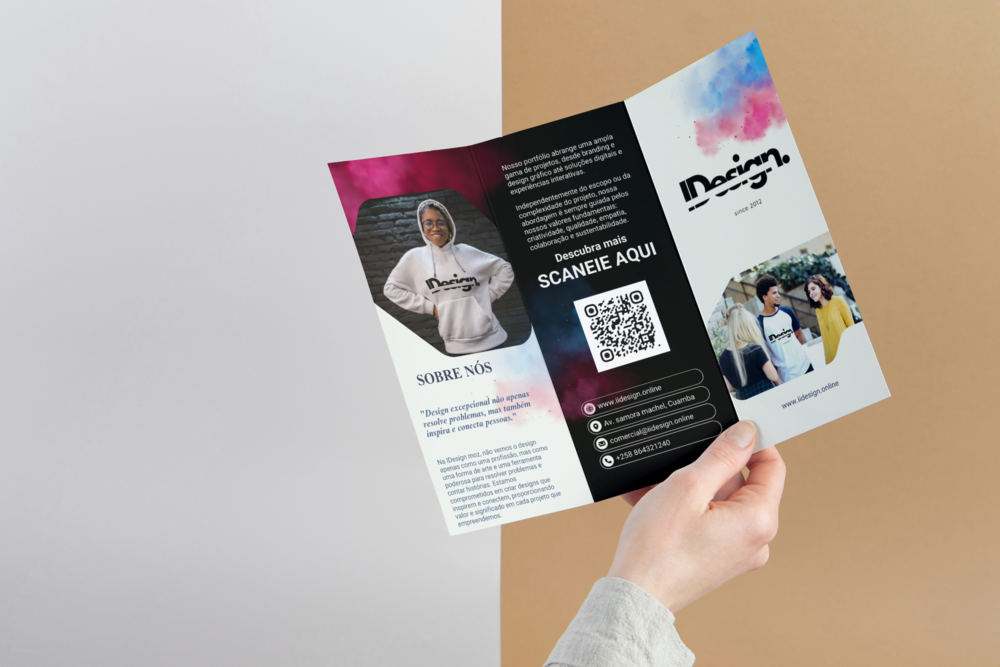 IDesign.
SOBRE NÓS
"Design excepcional não apenas
resolve problemas, mas também
inspira e conecta pessoas."
Na IDesign moz, não vemos o design
apenas como uma profissão, mas como
uma forma de arte e uma ferramenta
poderosa para resolver problemas e
contar histórias. Estamos
comprometidos em criar designs que
inspirem e conectem, proporcionando
valor e significado em cada projeto que
empreendemos.
Nosso portfólio abrange uma ampla
gama de projetos, desde branding e
design gráfico até soluções digitais e
experiências interativas.
Independentemente do escopo ou da
complexidade do projeto, nossa
abordagem é sempre guiada pelos
nossos valores fundamentais:
criatividade, qualidade, empatia,
colaboração e sustentabilidade.
Descubra mais
SCANEIE AQUI
www.iidesign.online
Av. samora machel, Cuamba
comercial@iidesign.online
+258 864321240
IDesign.
since 2012
IDesign.
www.iidesign.online